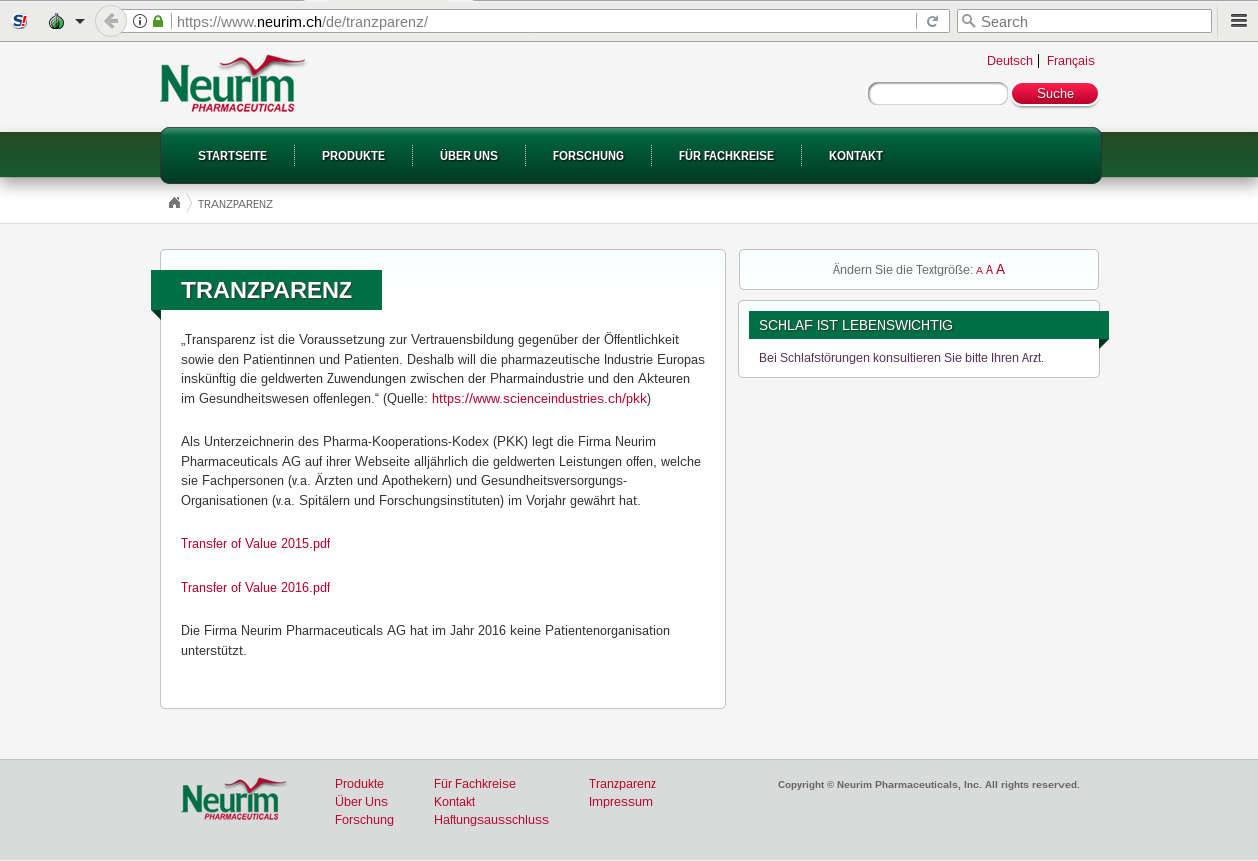 https://www.neurim.ch/de/tranzparenz/
Search
Neurim
PHARMACEUTICALS
Deutsch Français
Suche
STARTSEITE PRODUKTE ÜBER UNS FORSCHUNG FÜR FACHKREISE KONTAKT
TRANZPARENZ
TRANZPARENZ
„Transparenz ist die Voraussetzung zur Vertrauensbildung gegenüber der Öffentlichkeit
sowie den Patientinnen und Patienten. Deshalb will die pharmazeutische Industrie Europas
inskünftig die geldwerten Zuwendungen zwischen der Pharmaindustrie und den Akteuren
im Gesundheitswesen offenlegen.“ (Quelle: https://www.scienceindustries.ch/pkk)
Als Unterzeichnerin des Pharma-Kooperations-Kodex (PKK) legt die Firma Neurim
Pharmaceuticals AG auf ihrer Webseite alljährlich die geldwerten Leistungen offen, welche
sie Fachpersonen (v.a. Ärzten und Apothekern) und Gesundheitsversorgungs-
Organisationen (v.a. Spitälern und Forschungsinstituten) im Vorjahr gewährt hat.
Transfer of Value 2015.pdf
Transfer of Value 2016.pdf
Die Firma Neurim Pharmaceuticals AG hat im Jahr 2016 keine Patientenorganisation
unterstützt.
Ändern Sie die Textgröße: A A A
SCHLAF IST LEBENSWICHTIG
Bei Schlafstörungen konsultieren Sie bitte Ihren Arzt.
Neurim
PHARMACEUTICALS
Produkte
Über Uns
Forschung
Für Fachkreise
Kontakt
Haftungsausschluss
Tranzparenz
Impressum
Copyright © Neurim Pharmaceuticals, Inc. All rights reserved.